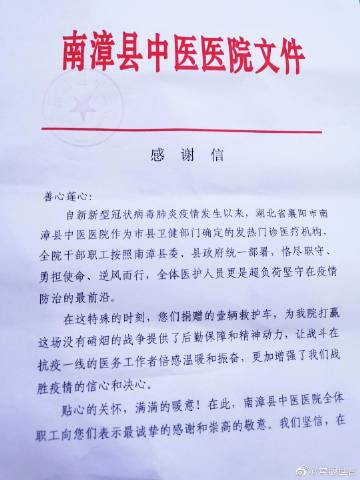 南漳县中医医院文件
感谢信
善心莲心：
自新新型冠状病毒肺炎疫情发生以来，湖北省襄阳市南
漳县中医医院作为市县卫健部门确定的发热门诊医疗机构，
全院干部职工按照南漳县委、县政府统一部署，恪尽职守、
勇担使命、逆风而行，全体医护人员更是超负荷坚守在疫情
防治的最前沿。
在这特殊的时刻，您们捐赠的壹辆救护车，为我院打赢
这场没有硝烟的战争提供了后勤保障和精神动力，让战斗在
抗疫一线的医务工作者倍感温暖和振奋，更加增强了我们战
胜疫情的信心和决心。
贴心的关怀，满满的暖意！在此，南漳县中医医院全体
职工向您们表示最诚挚的感谢和崇高的敬意。我们坚信，在